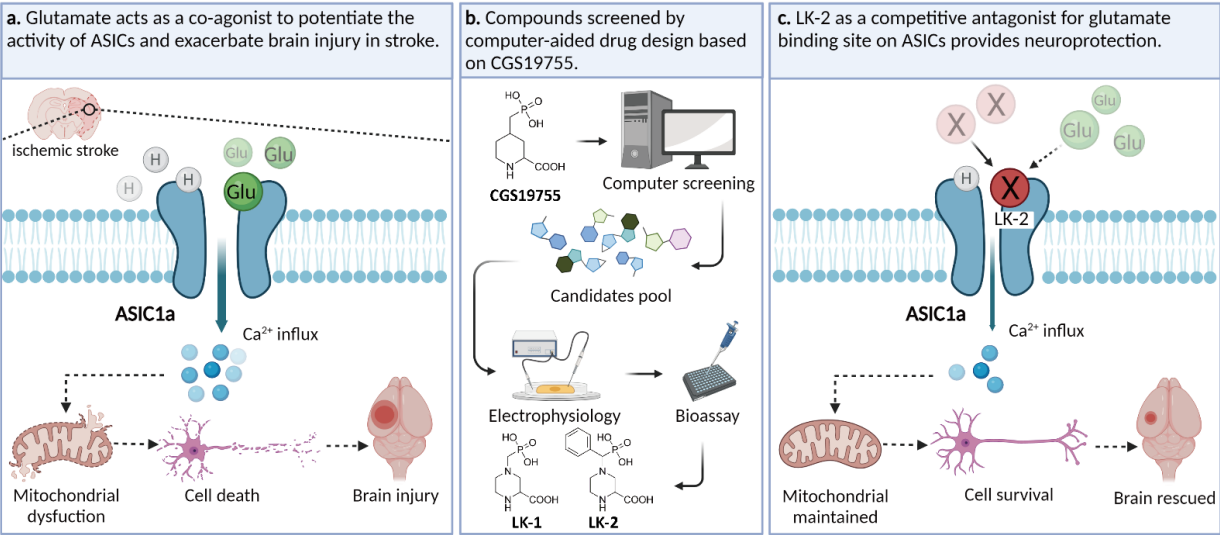 a. Glutamate acts as a co-agonist to potentiate the
activity of ASICs and exacerbate brain injury in stroke.
ischemic stroke
H
H
H
Glu
Glu
Glu
ASIC1a
Ca²⁺ influx
Mitochondrial
dysfuction
Cell death
Brain injury
b. Compounds screened by
computer-aided drug design based
on CGS19755.
HO
P
O
OH
N
H
COOH
CGS19755
Computer screening
Candidates pool
Electrophysiology
Bioassay
HO
P
O
OH
N
N
H
COOH
LK-1
HO
P
O
OH
N
N
H
COOH
LK-2
c. LK-2 as a competitive antagonist for glutamate
binding site on ASICs provides neuroprotection.
X
X
Glu
Glu
Glu
H
X
LK-2
ASIC1a
Ca²⁺ influx
Mitochondrial
maintained
Cell survival
Brain rescued